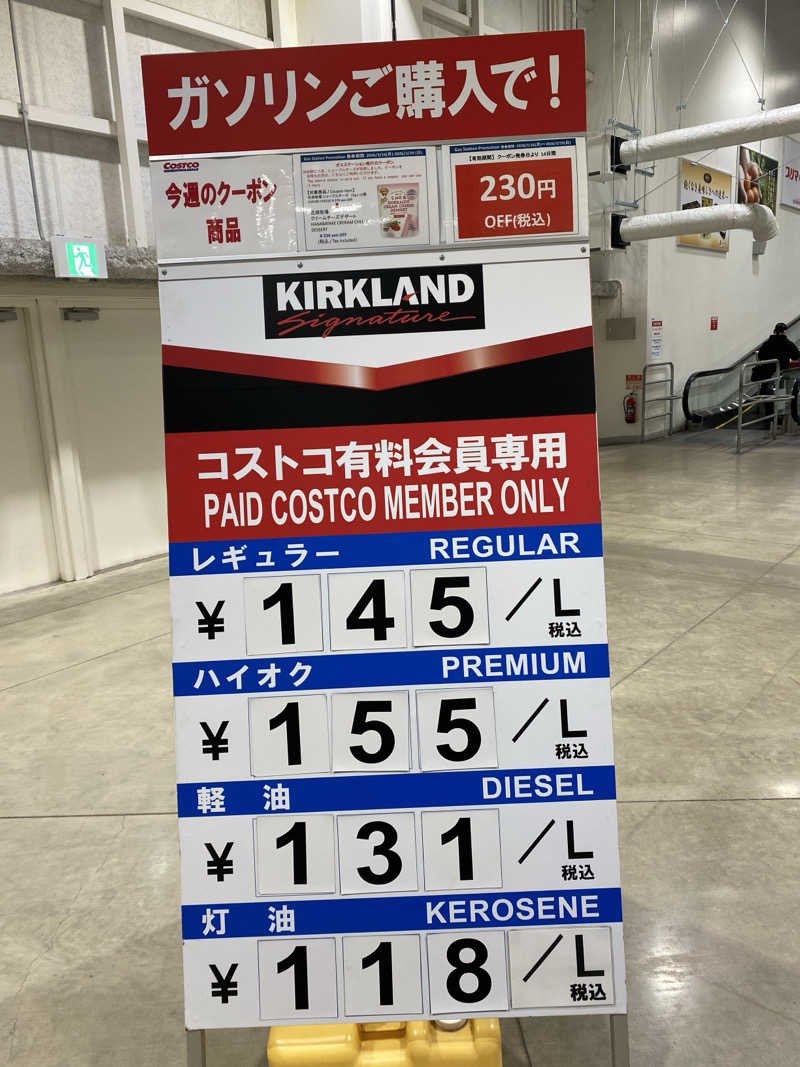 ガソリンご購入で!
COSTCO
今週のクーポン
商品
230円
OFF(税込)
KIRKLAND
Signature
コストコ有料会員専用
PAID COSTCO MEMBER ONLY
レギュラー REGULAR
¥145/L
税込
ハイオク PREMIUM
¥155/L
税込
軽 油 DIESEL
¥131/L
税込
灯 油 KEROSENE
¥118/L
税込